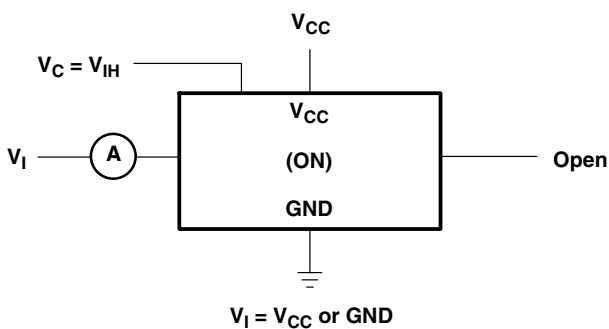 V_CC
V_C = V_IH
V_CC
V_I
A
(ON)
Open
GND
V_I = V_CC or GND